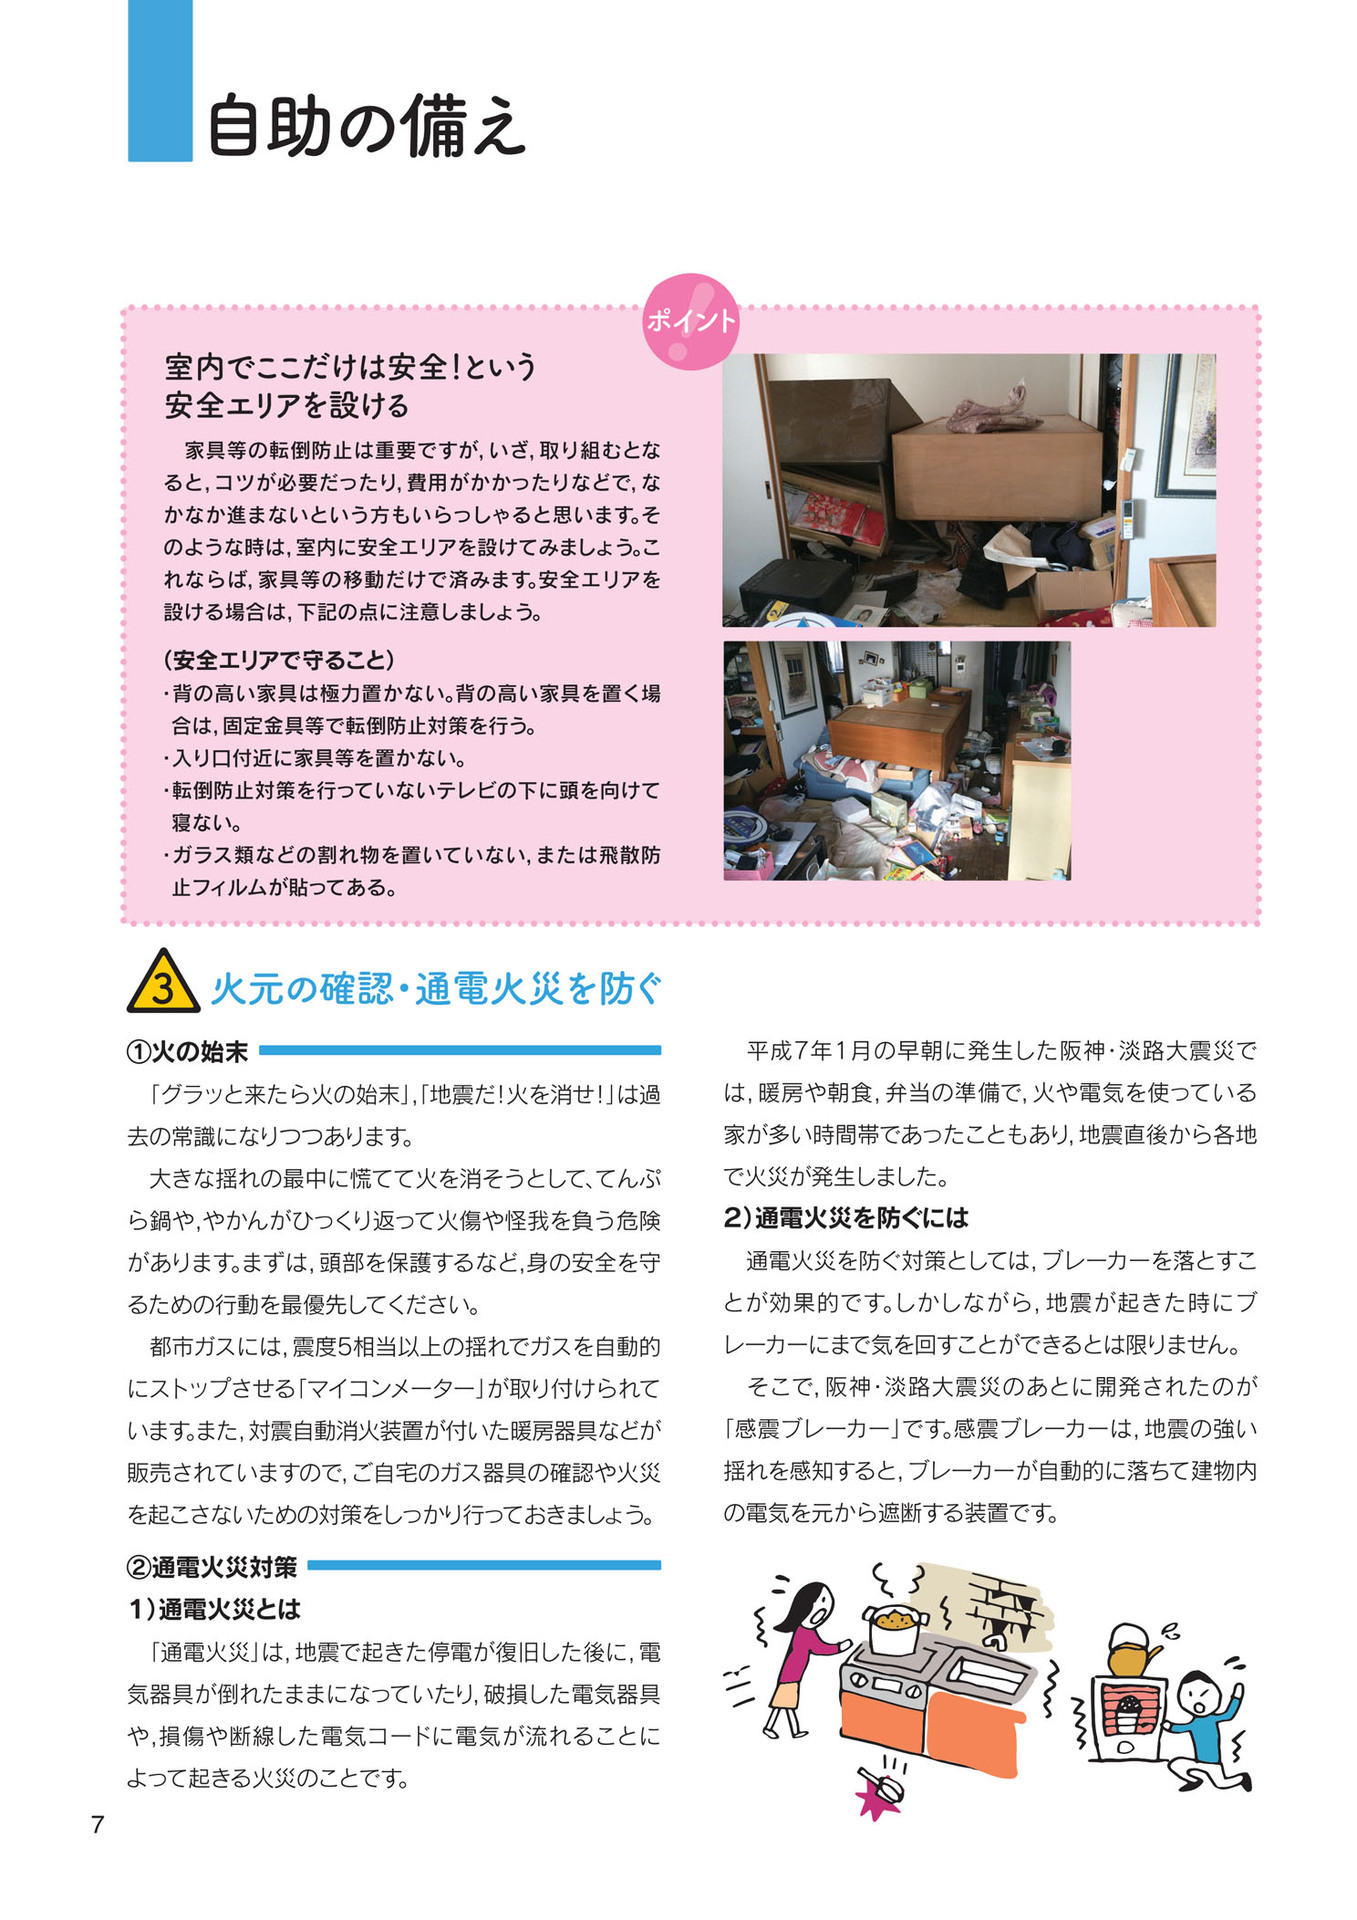 自助の備え
ポイント
室内でここだけは安全!という
安全エリアを設ける
家具等の転倒防止は重要ですが,いざ,取り組むとな
ると,コツが必要だったり,費用がかかったりなどで,な
かなか進まないという方もいらっしゃると思います。そ
のような時は,室内に安全エリアを設けてみましょう。こ
れならば,家具等の移動だけで済みます。安全エリアを
設ける場合は,下記の点に注意しましょう。
(安全エリアで守ること)
・背の高い家具は極力置かない。背の高い家具を置く場
合は,固定金具等で転倒防止対策を行う。
・入り口付近に家具等を置かない。
・転倒防止対策を行っていないテレビの下に頭を向けて
寝ない。
・ガラス類などの割れ物を置いていない,または飛散防
止フィルムが貼ってある。
3 火元の確認・通電火災を防ぐ
①火の始末
「グラッと来たら火の始末」,「地震だ!火を消せ!」は過
去の常識になりつつあります。
大きな揺れの最中に慌てて火を消そうとして、てんぷ
ら鍋や,やかんがひっくり返って火傷や怪我を負う危険
があります。まずは,頭部を保護するなど,身の安全を守
るための行動を最優先してください。
都市ガスには,震度5相当以上の揺れでガスを自動的
にストップさせる「マイコンメーター」が取り付けられて
います。また,対震自動消火装置が付いた暖房器具などが
販売されていますので,ご自宅のガス器具の確認や火災
を起こさないための対策をしっかり行っておきましょう。
②通電火災対策
1)通電火災とは
「通電火災」は,地震で起きた停電が復旧した後に,電
気器具が倒れたままになっていたり,破損した電気器具
や,損傷や断線した電気コードに電気が流れることに
よって起きる火災のことです。
平成7年1月の早朝に発生した阪神・淡路大震災で
は,暖房や朝食,弁当の準備で,火や電気を使っている
家が多い時間帯であったこともあり,地震直後から各地
で火災が発生しました。
2)通電火災を防ぐには
通電火災を防ぐ対策としては,ブレーカーを落とすこ
とが効果的です。しかしながら,地震が起きた時にブ
レーカーにまで気を回すことができるとは限りません。
そこで,阪神・淡路大震災のあとに開発されたのが
「感震ブレーカー」です。感震ブレーカーは,地震の強い
揺れを感知すると,ブレーカーが自動的に落ちて建物内
の電気を元から遮断する装置です。
7